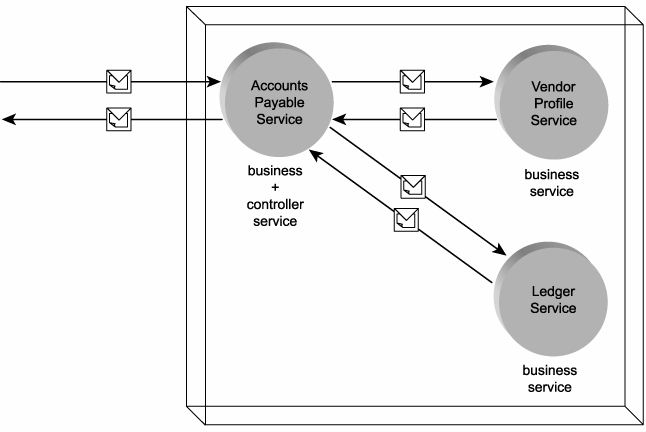 Accounts
Payable
Service
business
+
controller
service
Vendor
Profile
Service
business
service
Ledger
Service
business
service